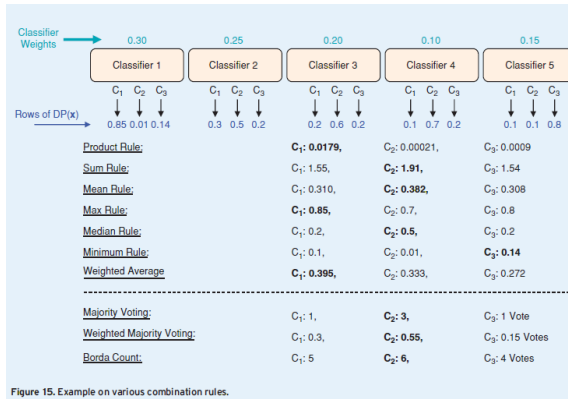 Classifier Weights
0.30 0.25 0.20 0.10 0.15
Classifier 1 Classifier 2 Classifier 3 Classifier 4 Classifier 5
C1 C2 C3 C1 C2 C3 C1 C2 C3 C1 C2 C3 C1 C2 C3
Rows of DP(x)
0.85 0.01 0.14 0.3 0.5 0.2 0.2 0.6 0.2 0.1 0.7 0.2 0.1 0.1 0.8
Product Rule: C1: 0.0179, C2: 0.00021, C3: 0.0009
Sum Rule: C1: 1.55, C2: 1.91, C3: 1.54
Mean Rule: C1: 0.310, C2: 0.382, C3: 0.308
Max Rule: C1: 0.85, C2: 0.7, C3: 0.8
Median Rule: C1: 0.2, C2: 0.5, C3: 0.2
Minimum Rule: C1: 0.1, C2: 0.01, C3: 0.14
Weighted Average C1: 0.395, C2: 0.333, C3: 0.272
Majority Voting: C1: 1, C2: 3, C3: 1 Vote
Weighted Majority Voting: C1: 0.3, C2: 0.55, C3: 0.15 Votes
Borda Count: C1: 5 C2: 6, C3: 4 Votes
Figure 15. Example on various combination rules.